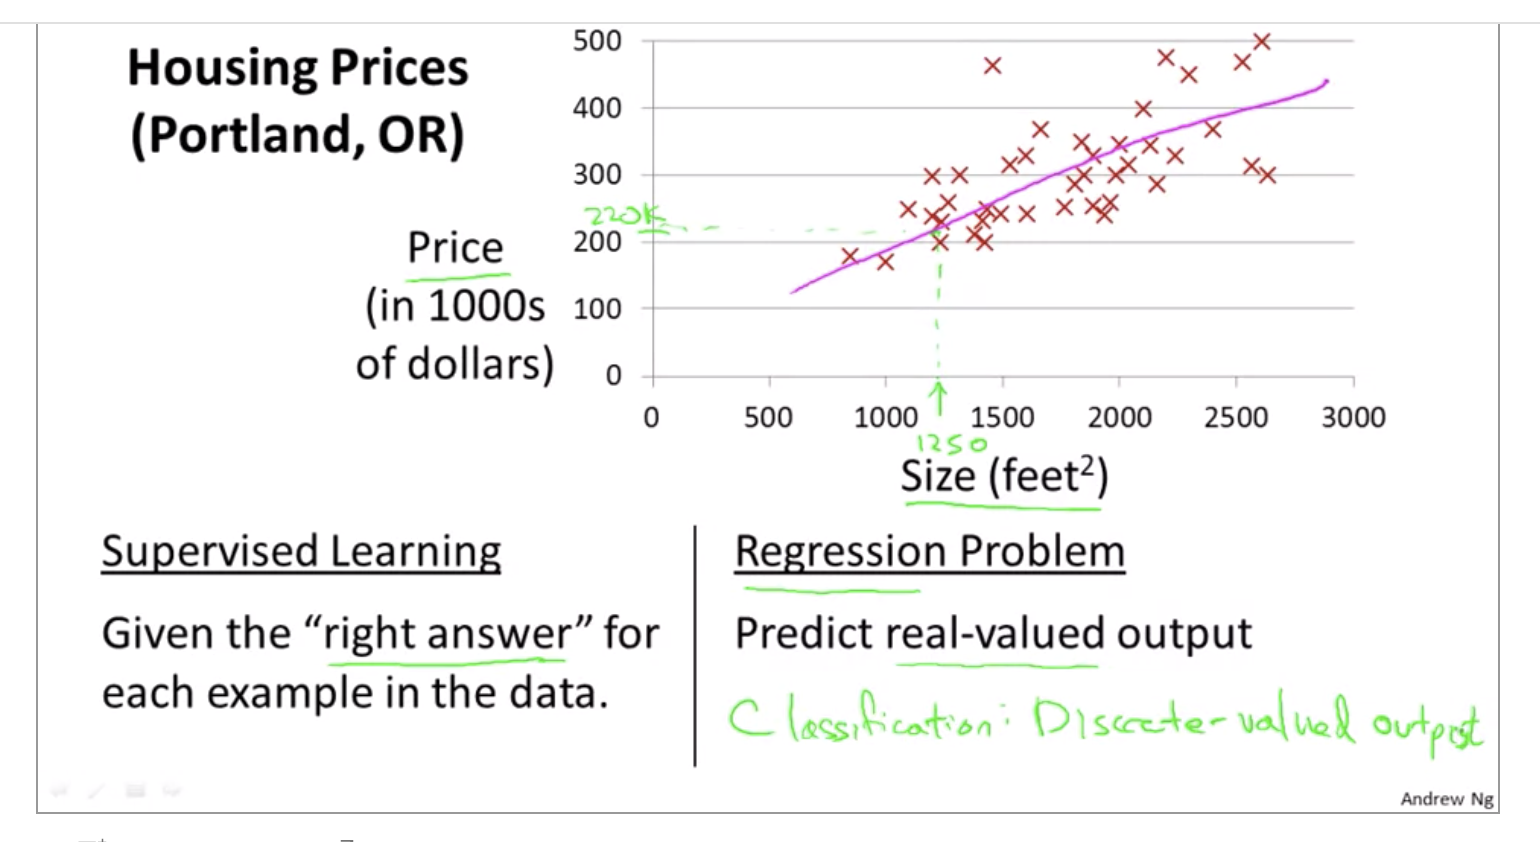 Housing Prices
(Portland, OR)
500
400
300
220K
200
100
0
Price
(in 1000s
of dollars)
0 500 1000 1500 2000 2500 3000
1250
Size (feet²)
Supervised Learning
Given the “right answer” for
each example in the data.
Regression Problem
Predict real-valued output
Classification: Discrete-valued output
Andrew Ng